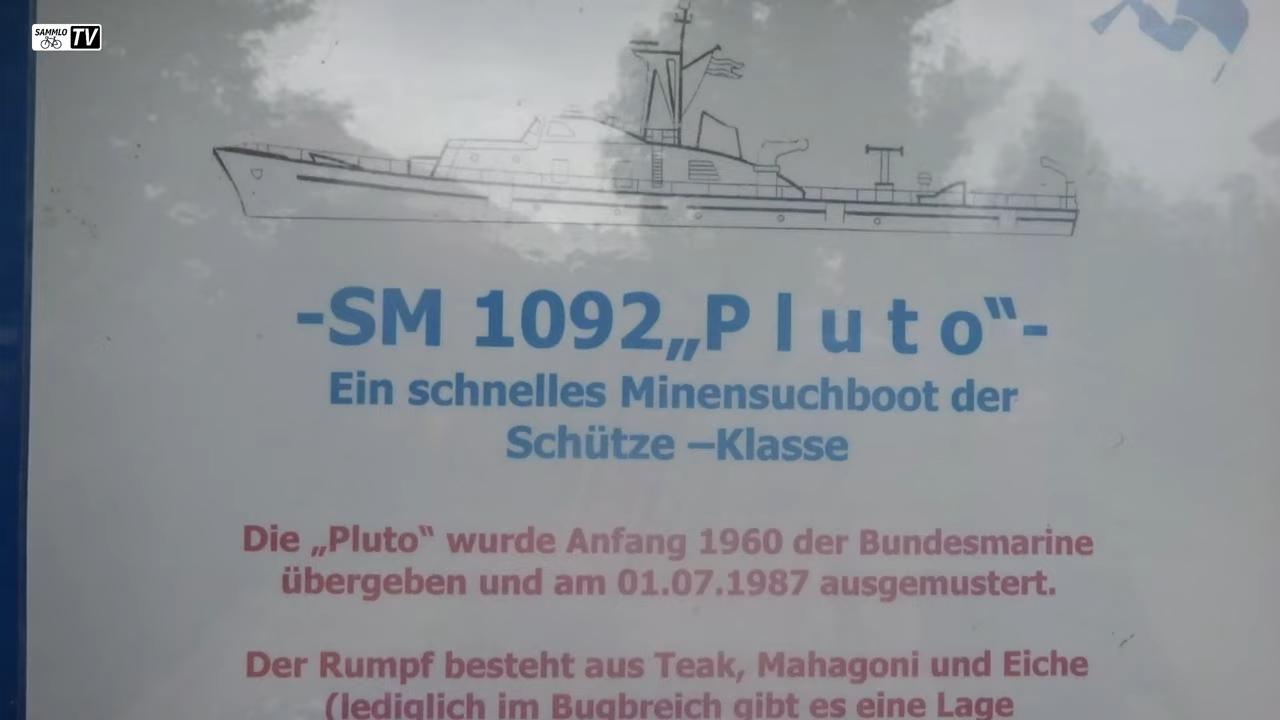 SAMMLO TV
-SM 1092„P l u t o“-
Ein schnelles Minensuchboot der
Schütze –Klasse
Die „Pluto“ wurde Anfang 1960 der Bundesmarine
übergeben und am 01.07.1987 ausgemustert.
Der Rumpf besteht aus Teak, Mahagoni und Eiche
(lediglich im Bugbreich gibt es eine Lage